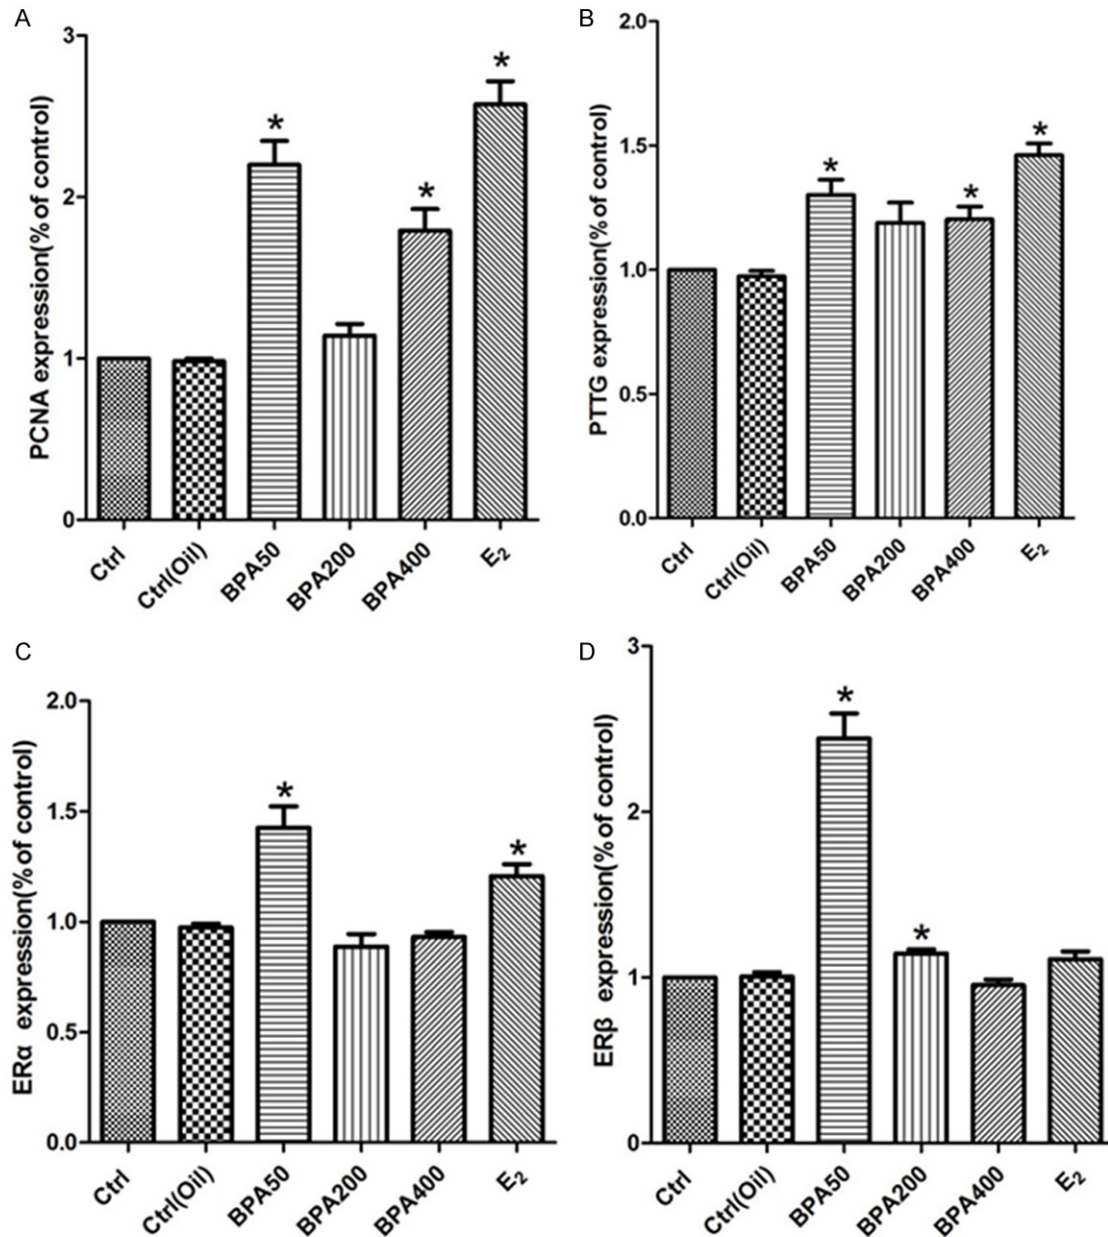 A
PCNA expression(% of control)
3
2
1
0
*
*
*
Ctrl
Ctrl(Oil)
BPA50
BPA200
BPA400
E₂
B
PTTG expression(% of control)
2.0
1.5
1.0
0.5
0.0
*
*
*
Ctrl
Ctrl(Oil)
BPA50
BPA200
BPA400
E₂
C
ERα expression(% of control)
2.0
1.5
1.0
0.5
0.0
*
*
Ctrl
Ctrl(Oil)
BPA50
BPA200
BPA400
E₂
D
ERβ expression(% of control)
3
2
1
0
*
*
Ctrl
Ctrl(Oil)
BPA50
BPA200
BPA400
E₂